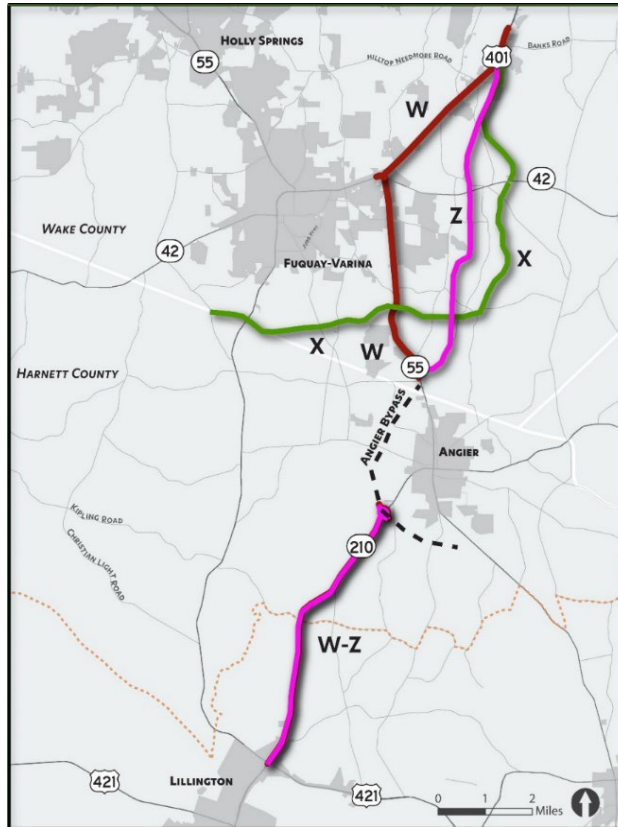 HOLLY SPRINGS
BANKS ROAD
55
HILLTOP NEEDMORE ROAD
401
W
42
Z
WAKE COUNTY
42
FUQUAY-VARINA
X
X
W
HARNETT COUNTY
55
ANGIER BYPASS
ANGIER
KIPLING ROAD
CHRISTIAN LIGHT ROAD
210
W-Z
LILLINGTON
421
421
0 1 2
Miles